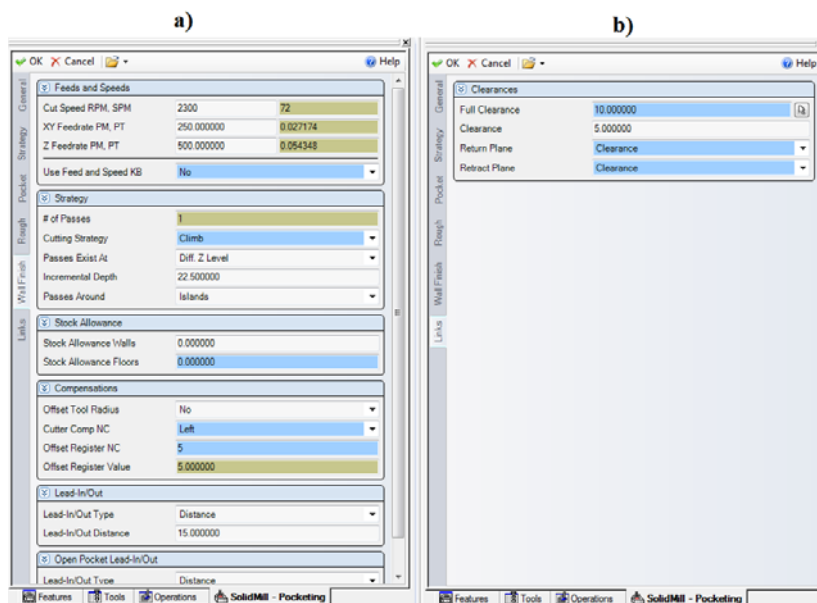 a)
OK Cancel Help
General
Strategy
Pocket
Rough
Wall Finish
Links
Feeds and Speeds
Cut Speed RPM, SPM 2300 72
XY Feedrate PM, PT 250.000000 0.027174
Z Feedrate PM, PT 500.000000 0.054348
Use Feed and Speed KB No
Strategy
# of Passes 1
Cutting Strategy Climb
Passes Exist At Diff. Z Level
Incremental Depth 22.500000
Passes Around Islands
Stock Allowance
Stock Allowance Walls 0.000000
Stock Allowance Floors 0.000000
Compensations
Offset Tool Radius No
Cutter Comp NC Left
Offset Register NC 5
Offset Register Value 5.000000
Lead-In/Out
Lead-In/Out Type Distance
Lead-In/Out Distance 15.000000
Open Pocket Lead-In/Out
Lead-In/Out Type Distance
Features Tools Operations SolidMill - Pocketing
b)
OK Cancel Help
General
Strategy
Pocket
Rough
Wall Finish
Links
Clearances
Full Clearance 10.000000
Clearance 5.000000
Return Plane Clearance
Retract Plane Clearance
Features Tools Operations SolidMill - Pocketing